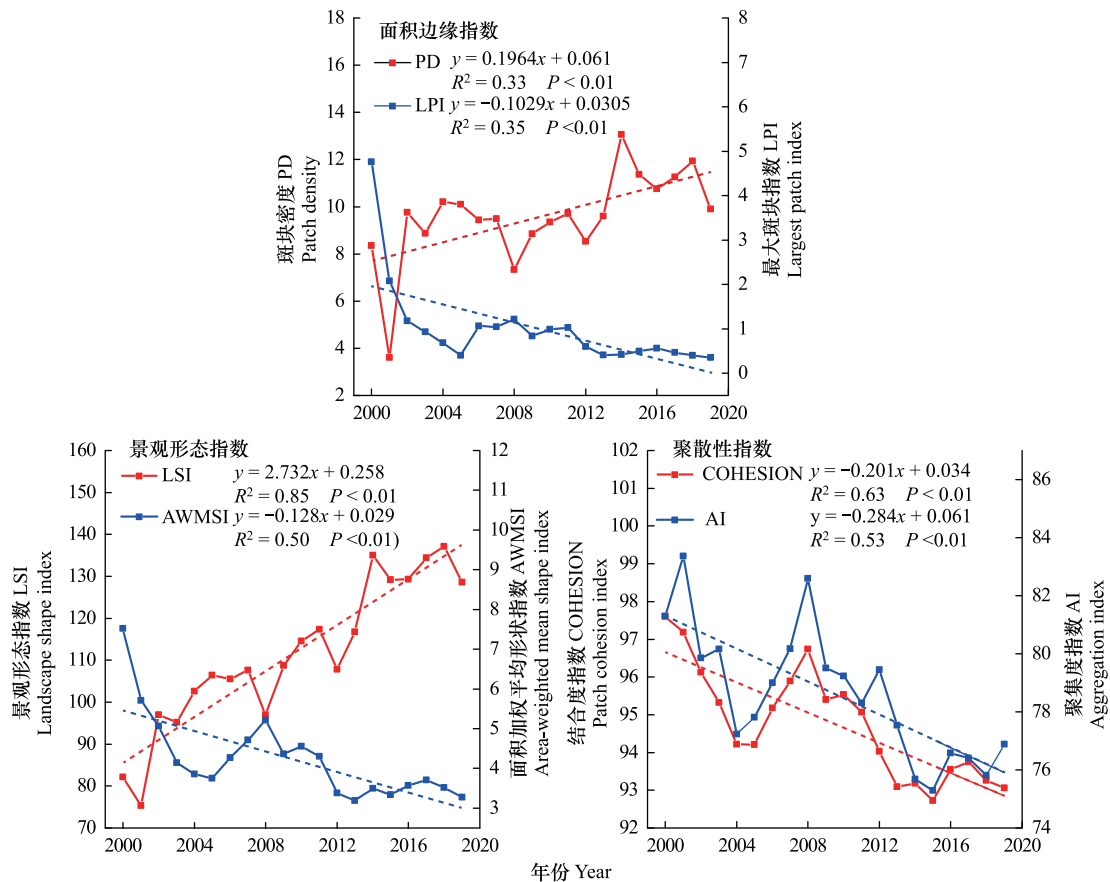 面积边缘指数
PD y = 0.1964x + 0.061
R² = 0.33 P < 0.01
LPI y = −0.1029x + 0.0305
R² = 0.35 P <0.01
斑块密度 PD
Patch density
最大斑块指数 LPI
Largest patch index
18
16
14
12
10
8
6
4
2
8
7
6
5
4
3
2
1
0
2000 2004 2008 2012 2016 2020
景观形态指数
LSI y = 2.732x + 0.258
R² = 0.85 P < 0.01
AWMSI y = −0.128x + 0.029
R² = 0.50 P <0.01)
景观形态指数 LSI
Landscape shape index
面积加权平均形状指数 AWMSI
Area-weighted mean shape index
160
150
140
130
120
110
100
90
80
70
12
11
10
9
8
7
6
5
4
3
2000 2004 2008 2012 2016 2020
聚散性指数
COHESION y = −0.201x + 0.034
R² = 0.63 P < 0.01
AI y = −0.284x + 0.061
R² = 0.53 P <0.01
结合度指数 COHESION
Patch cohesion index
聚集度指数 AI
Aggregation index
102
101
100
99
98
97
96
95
94
93
92
86
84
82
80
78
76
74
2000 2004 2008 2012 2016 2020
年份 Year